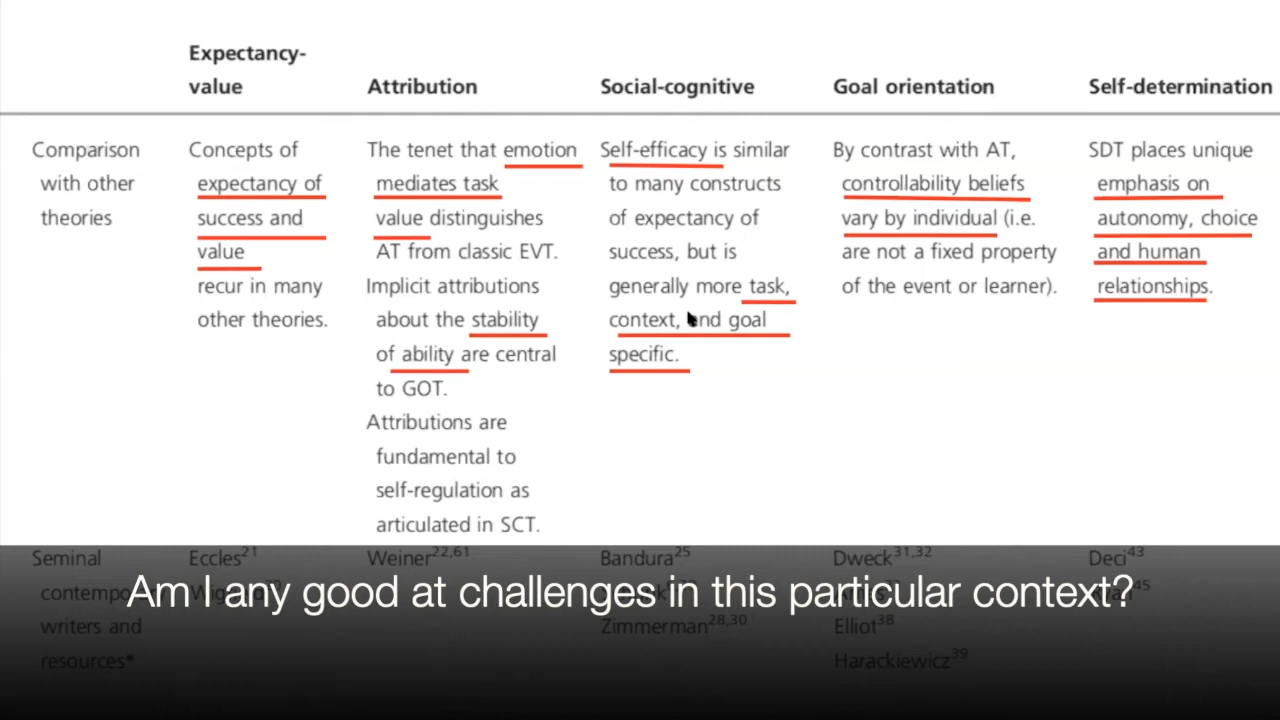 Expectancy-
value
Attribution
Social-cognitive
Goal orientation
Self-determination
Comparison
with other
theories
Concepts of
expectancy of
success and
value
recur in many
other theories.
The tenet that emotion
mediates task
value distinguishes
AT from classic EVT.
Implicit attributions
about the stability
of ability are central
to GOT.
Attributions are
fundamental to
self-regulation as
articulated in SCT.
Self-efficacy is similar
to many constructs
of expectancy of
success, but is
generally more task,
context, and goal
specific.
By contrast with AT,
controllability beliefs
vary by individual (i.e.
are not a fixed property
of the event or learner).
SDT places unique
emphasis on
autonomy, choice
and human
relationships.
Seminal
contemporary
writers and
resources*
Eccles21
Weiner22,61
Bandura25
Zimmerman28,30
Dweck31,32
Elliot38
Harackiewicz39
Deci43
Am I any good at challenges in this particular context?